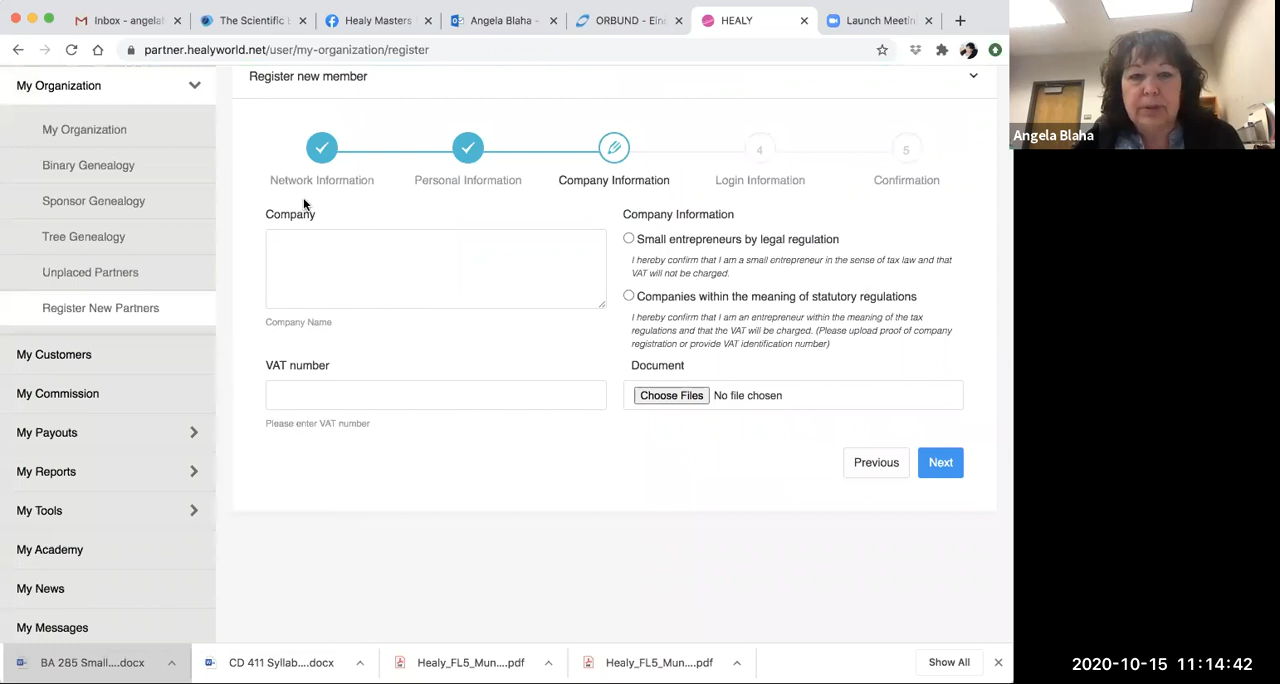 Inbox - angela
The Scientific
Healy Masters
Angela Blaha -
ORBUND - Ein
HEALY
Launch Meetin
partner.healyworld.net/user/my-organization/register
My Organization
My Organization
Binary Genealogy
Sponsor Genealogy
Tree Genealogy
Unplaced Partners
Register New Partners
My Customers
My Commission
My Payouts
My Reports
My Tools
My Academy
My News
My Messages
Register new member
4
5
Network Information
Personal Information
Company Information
Login Information
Confirmation
Company
Company Name
VAT number
Please enter VAT number
Company Information
Small entrepreneurs by legal regulation
I hereby confirm that I am a small entrepreneur in the sense of tax law and that
VAT will not be charged.
Companies within the meaning of statutory regulations
I hereby confirm that I am an entrepreneur within the meaning of the tax
regulations and that the VAT will be charged. (Please upload proof of company
registration or provide VAT identification number)
Document
Choose Files No file chosen
Previous
Next
BA 285 Small....docx
CD 411 Syllab....docx
Healy_FL5_Mun....pdf
Healy_FL5_Mun....pdf
Show All
Angela Blaha
2020-10-15 11:14:42